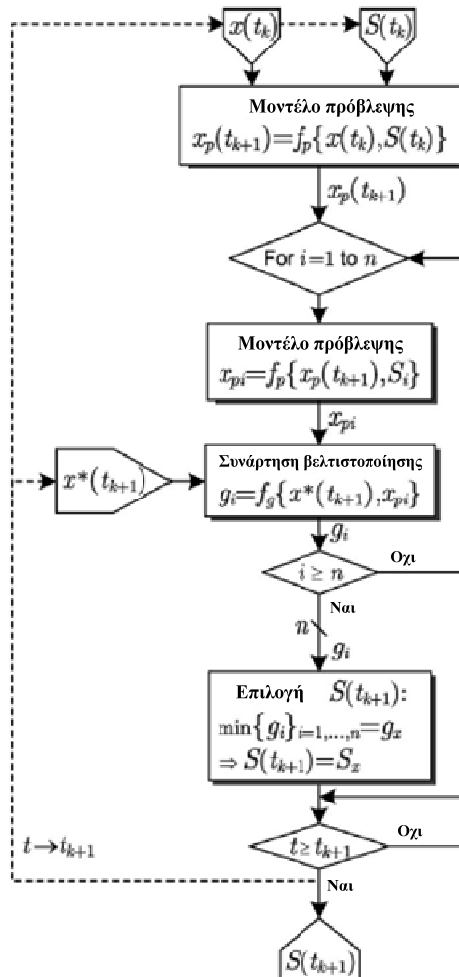 x(t_k) S(t_k)
Μοντέλο πρόβλεψης
x_p(t_{k+1})=f_p{x(t_k),S(t_k)}
x_p(t_{k+1})
For i=1 to n
Μοντέλο πρόβλεψης
x_{pi}=f_p{x_p(t_{k+1}),S_i}
x_{pi}
Συνάρτηση βελτιστοποίησης
x*(t_{k+1}) g_i=f_g{x*(t_{k+1}),x_{pi}}
g_i
Οχι
i ≥ n
Ναι
n
g_i
Επιλογή S(t_{k+1}):
min{g_i}_{i=1,...,n}=g_x
⇒ S(t_{k+1})=S_x
Οχι
t→t_{k+1} t≥t_{k+1}
Ναι
S(t_{k+1})